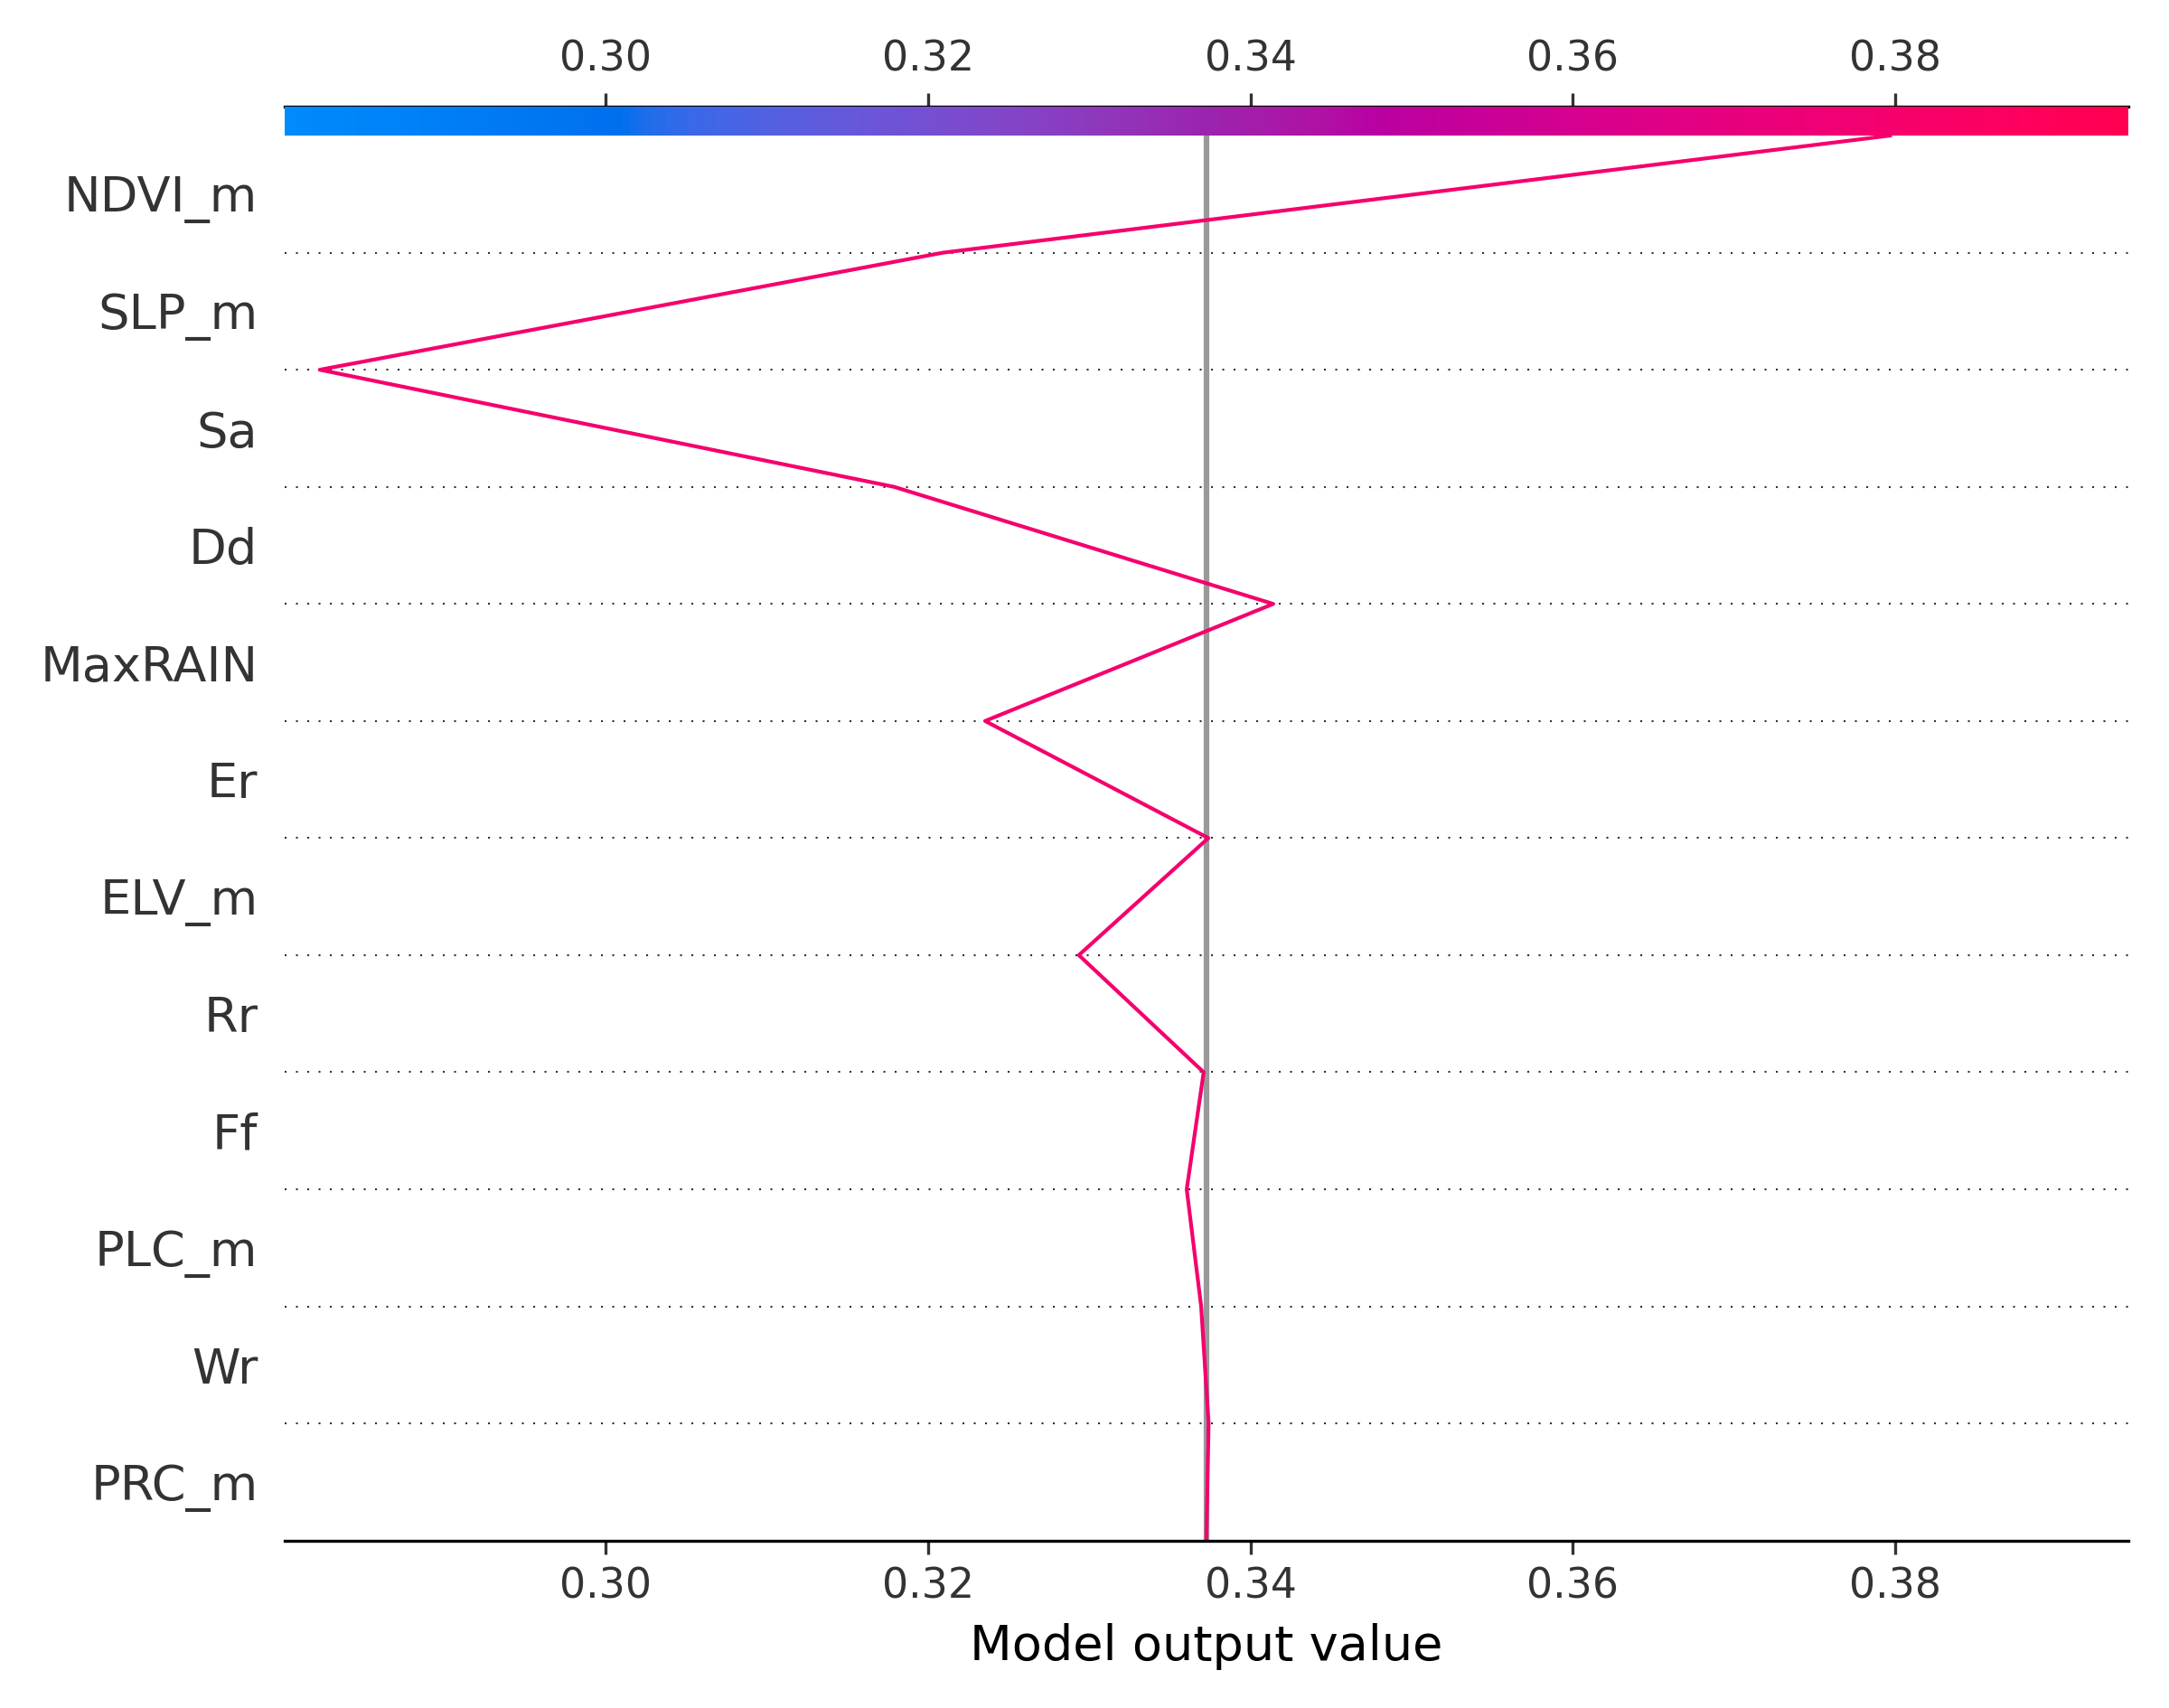 0.30 0.32 0.34 0.36 0.38
NDVI_m
SLP_m
Sa
Dd
MaxRAIN
Er
ELV_m
Rr
Ff
PLC_m
Wr
PRC_m
0.30 0.32 0.34 0.36 0.38
Model output value